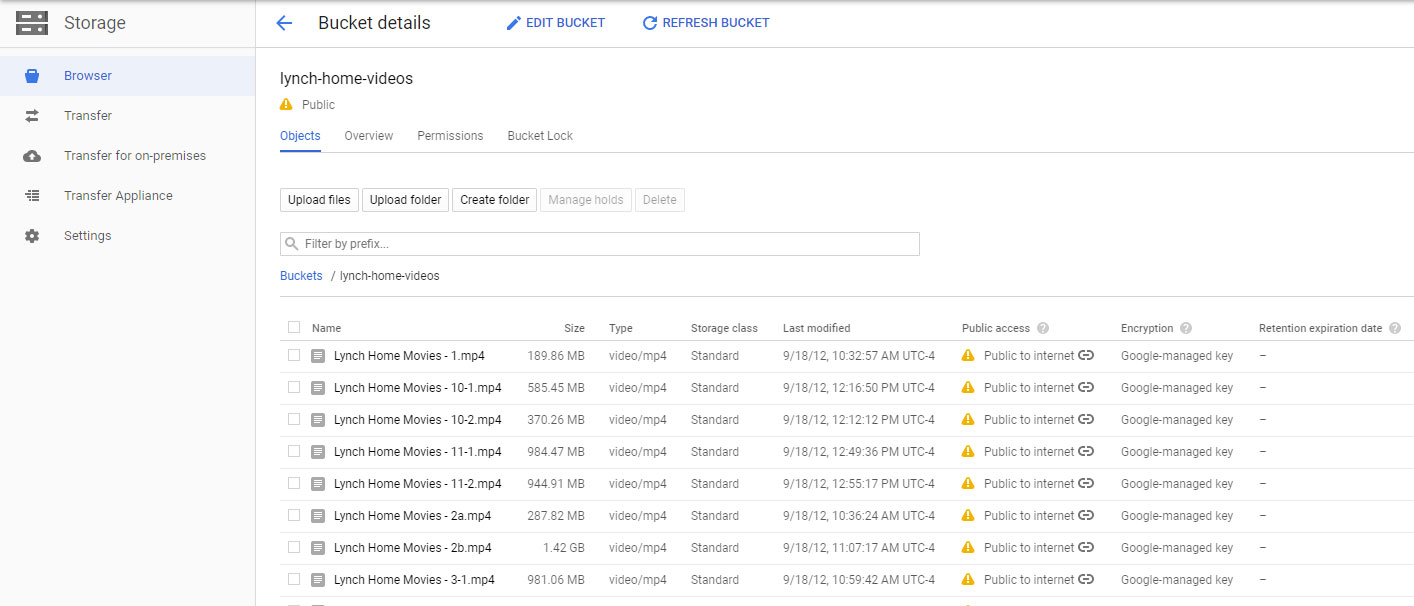 Storage
Bucket details EDIT BUCKET REFRESH BUCKET
Browser
Transfer
Transfer for on-premises
Transfer Appliance
Settings
lynch-home-videos
Public
Objects Overview Permissions Bucket Lock
Upload files Upload folder Create folder Manage holds Delete
Filter by prefix...
Buckets / lynch-home-videos
Name Size Type Storage class Last modified Public access Encryption Retention expiration date
Lynch Home Movies - 1.mp4 189.86 MB video/mp4 Standard 9/18/12, 10:32:57 AM UTC-4 Public to internet Google-managed key –
Lynch Home Movies - 10-1.mp4 585.45 MB video/mp4 Standard 9/18/12, 12:16:50 PM UTC-4 Public to internet Google-managed key –
Lynch Home Movies - 10-2.mp4 370.26 MB video/mp4 Standard 9/18/12, 12:12:12 PM UTC-4 Public to internet Google-managed key –
Lynch Home Movies - 11-1.mp4 984.47 MB video/mp4 Standard 9/18/12, 12:49:36 PM UTC-4 Public to internet Google-managed key –
Lynch Home Movies - 11-2.mp4 944.91 MB video/mp4 Standard 9/18/12, 12:55:17 PM UTC-4 Public to internet Google-managed key –
Lynch Home Movies - 2a.mp4 287.82 MB video/mp4 Standard 9/18/12, 10:36:24 AM UTC-4 Public to internet Google-managed key –
Lynch Home Movies - 2b.mp4 1.42 GB video/mp4 Standard 9/18/12, 11:07:17 AM UTC-4 Public to internet Google-managed key –
Lynch Home Movies - 3-1.mp4 981.06 MB video/mp4 Standard 9/18/12, 10:59:42 AM UTC-4 Public to internet Google-managed key –